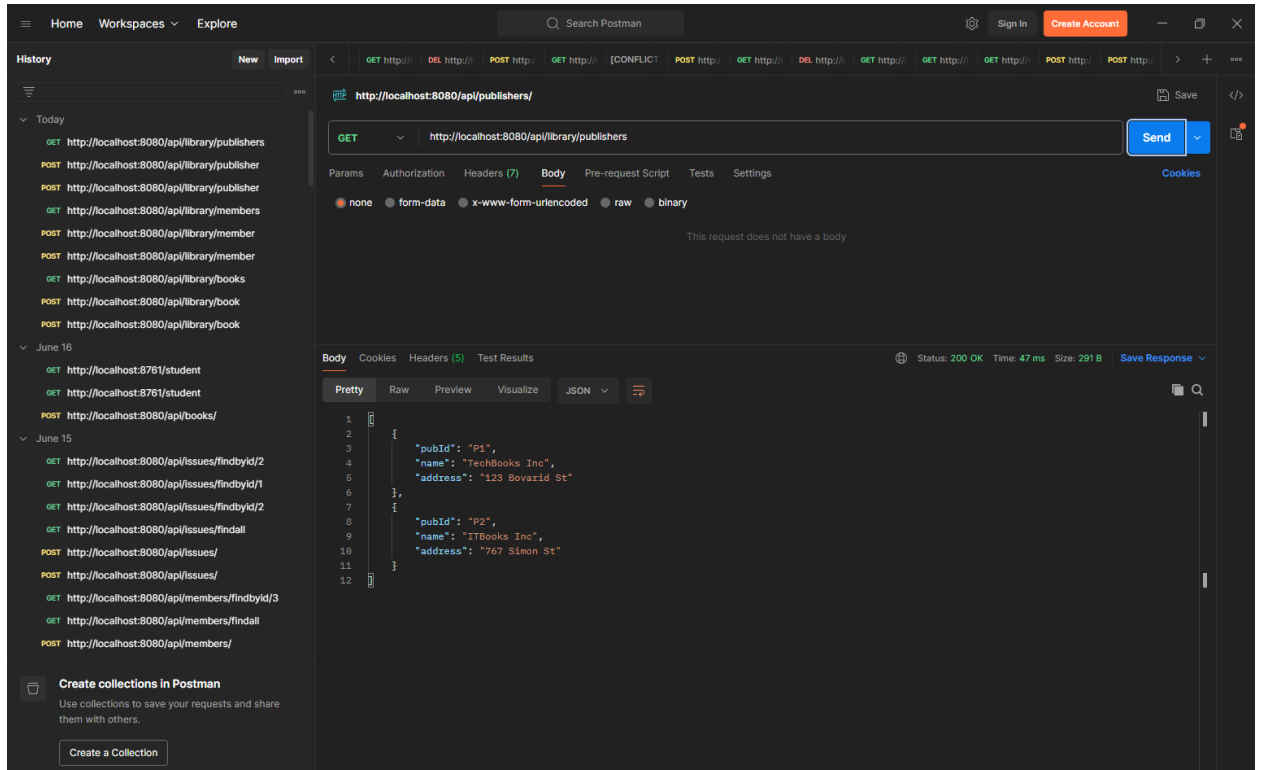 Home Workspaces Explore Search Postman Sign In Create Account
History New Import
GET http:// DEL http:// POST http:/ GET http:// [CONFLICT POST http:/ GET http:// DEL http:// GET http:// GET http:// GET http:// POST http:/ POST http:/
HTTP http://localhost:8080/api/publishers/ Save
GET http://localhost:8080/api/library/publishers Send
Params Authorization Headers (7) Body Pre-request Script Tests Settings Cookies
none form-data x-www-form-urlencoded raw binary
This request does not have a body
Today
GET http://localhost:8080/api/library/publishers
POST http://localhost:8080/api/library/publisher
POST http://localhost:8080/api/library/publisher
GET http://localhost:8080/api/library/members
POST http://localhost:8080/api/library/member
POST http://localhost:8080/api/library/member
GET http://localhost:8080/api/library/books
POST http://localhost:8080/api/library/book
POST http://localhost:8080/api/library/book
June 16
GET http://localhost:8761/student
GET http://localhost:8761/student
POST http://localhost:8080/api/books/
June 15
GET http://localhost:8080/api/issues/findbyid/2
GET http://localhost:8080/api/issues/findbyid/1
GET http://localhost:8080/api/issues/findbyid/2
GET http://localhost:8080/api/issues/findall
POST http://localhost:8080/api/issues/
POST http://localhost:8080/api/issues/
GET http://localhost:8080/api/members/findbyid/3
GET http://localhost:8080/api/members/findall
POST http://localhost:8080/api/members/
Create collections in Postman
Use collections to save your requests and share
them with others.
Create a Collection
Body Cookies Headers (5) Test Results Status: 200 OK Time: 47 ms Size: 291 B Save Response
Pretty Raw Preview Visualize JSON
1 [
2 {
3 "pubId": "P1",
4 "name": "TechBooks Inc",
5 "address": "123 Bovarid St"
6 },
7 {
8 "pubId": "P2",
9 "name": "ITBooks Inc",
10 "address": "767 Simon St"
11 }
12 ]